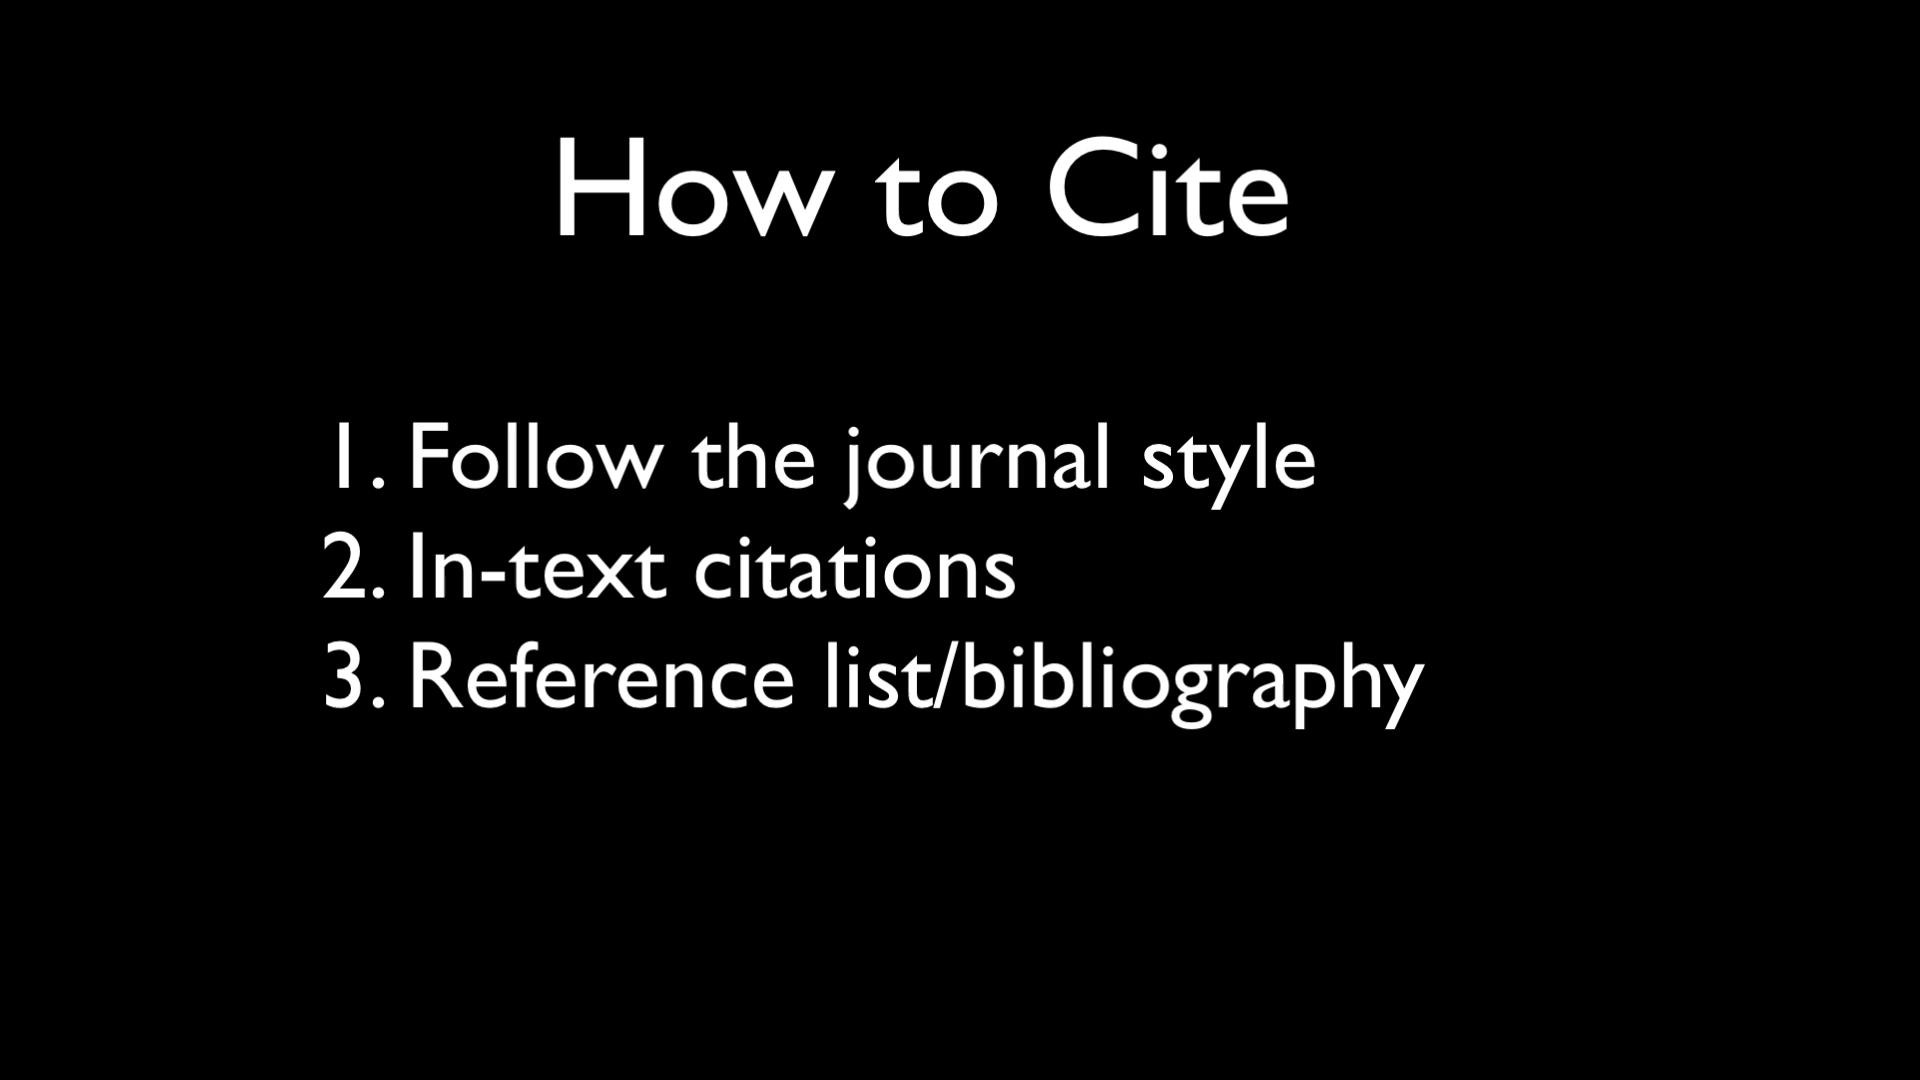 How to Cite
1. Follow the journal style
2. In-text citations
3. Reference list/bibliography